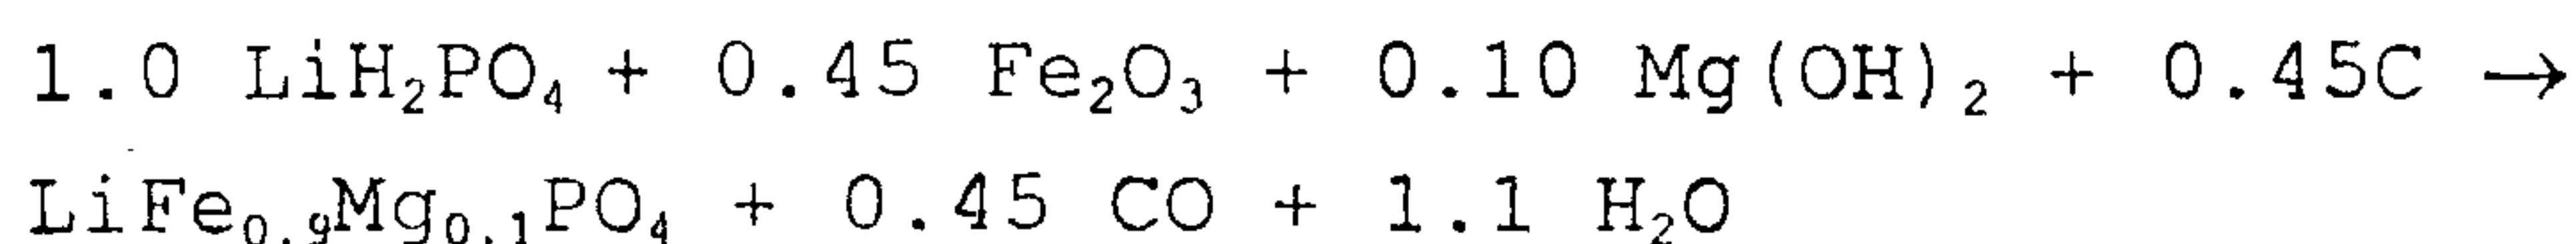 1.0 LiH₂PO₄ + 0.45 Fe₂O₃ + 0.10 Mg(OH)₂ + 0.45C →
LiFe₀.₉Mg₀.₁PO₄ + 0.45 CO + 1.1 H₂O